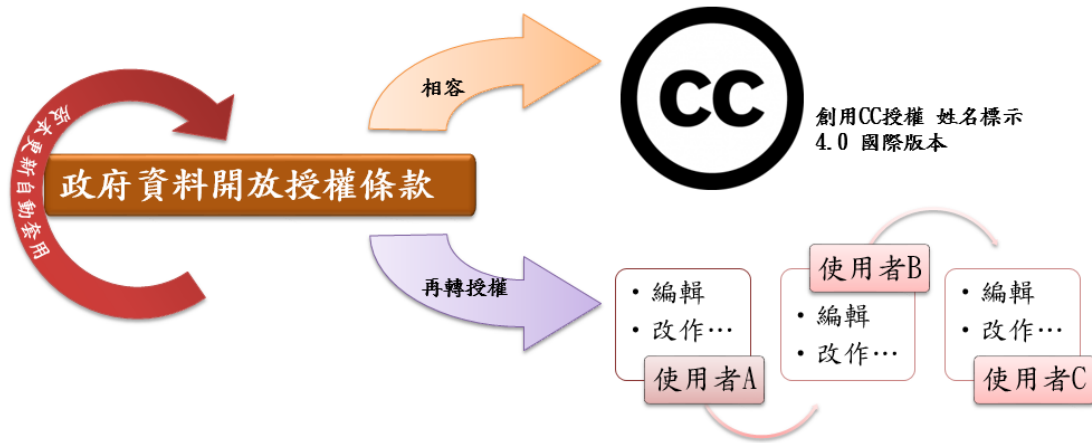 版本更新自動套用
政府資料開放授權條款
相容
CC
創用CC授權 姓名標示
4.0 國際版本
再轉授權
• 編輯
• 改作…
使用者A
使用者B
• 編輯
• 改作…
• 編輯
• 改作…
使用者C